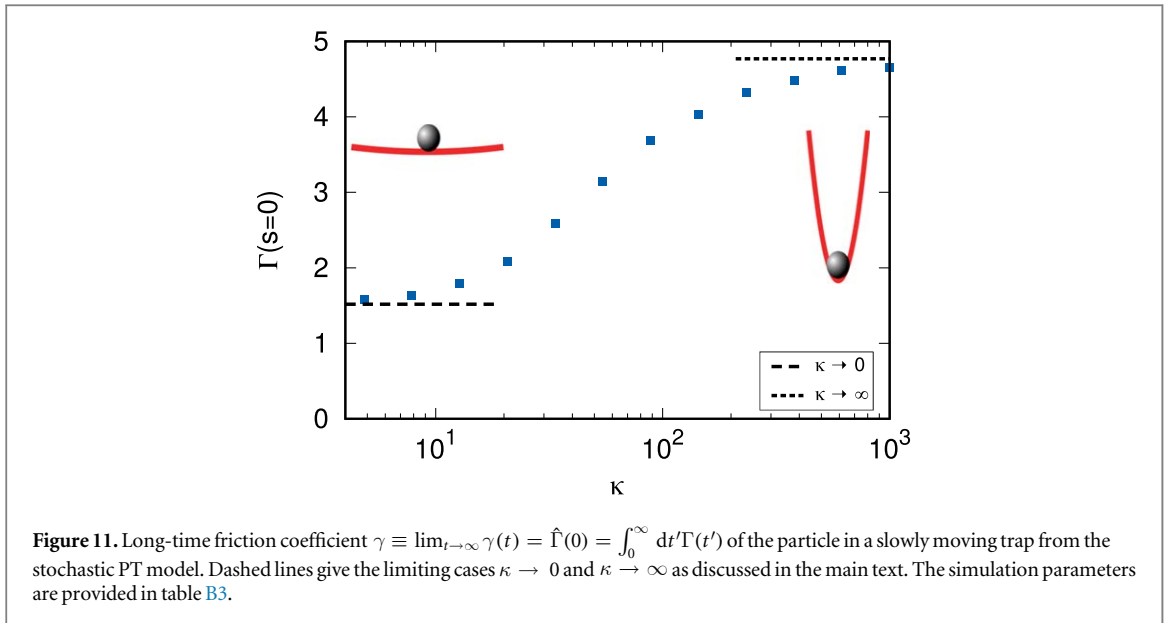 5
4
3
2
1
0
Γ(s=0)
10¹ 10² 10³
κ
κ → 0
κ → ∞
Figure 11. Long-time friction coefficient γ ≡ lim_{t→∞} γ(t) = Γ̂(0) = ∫₀^∞ dt′Γ(t′) of the particle in a slowly moving trap from the
stochastic PT model. Dashed lines give the limiting cases κ → 0 and κ → ∞ as discussed in the main text. The simulation parameters
are provided in table B3.